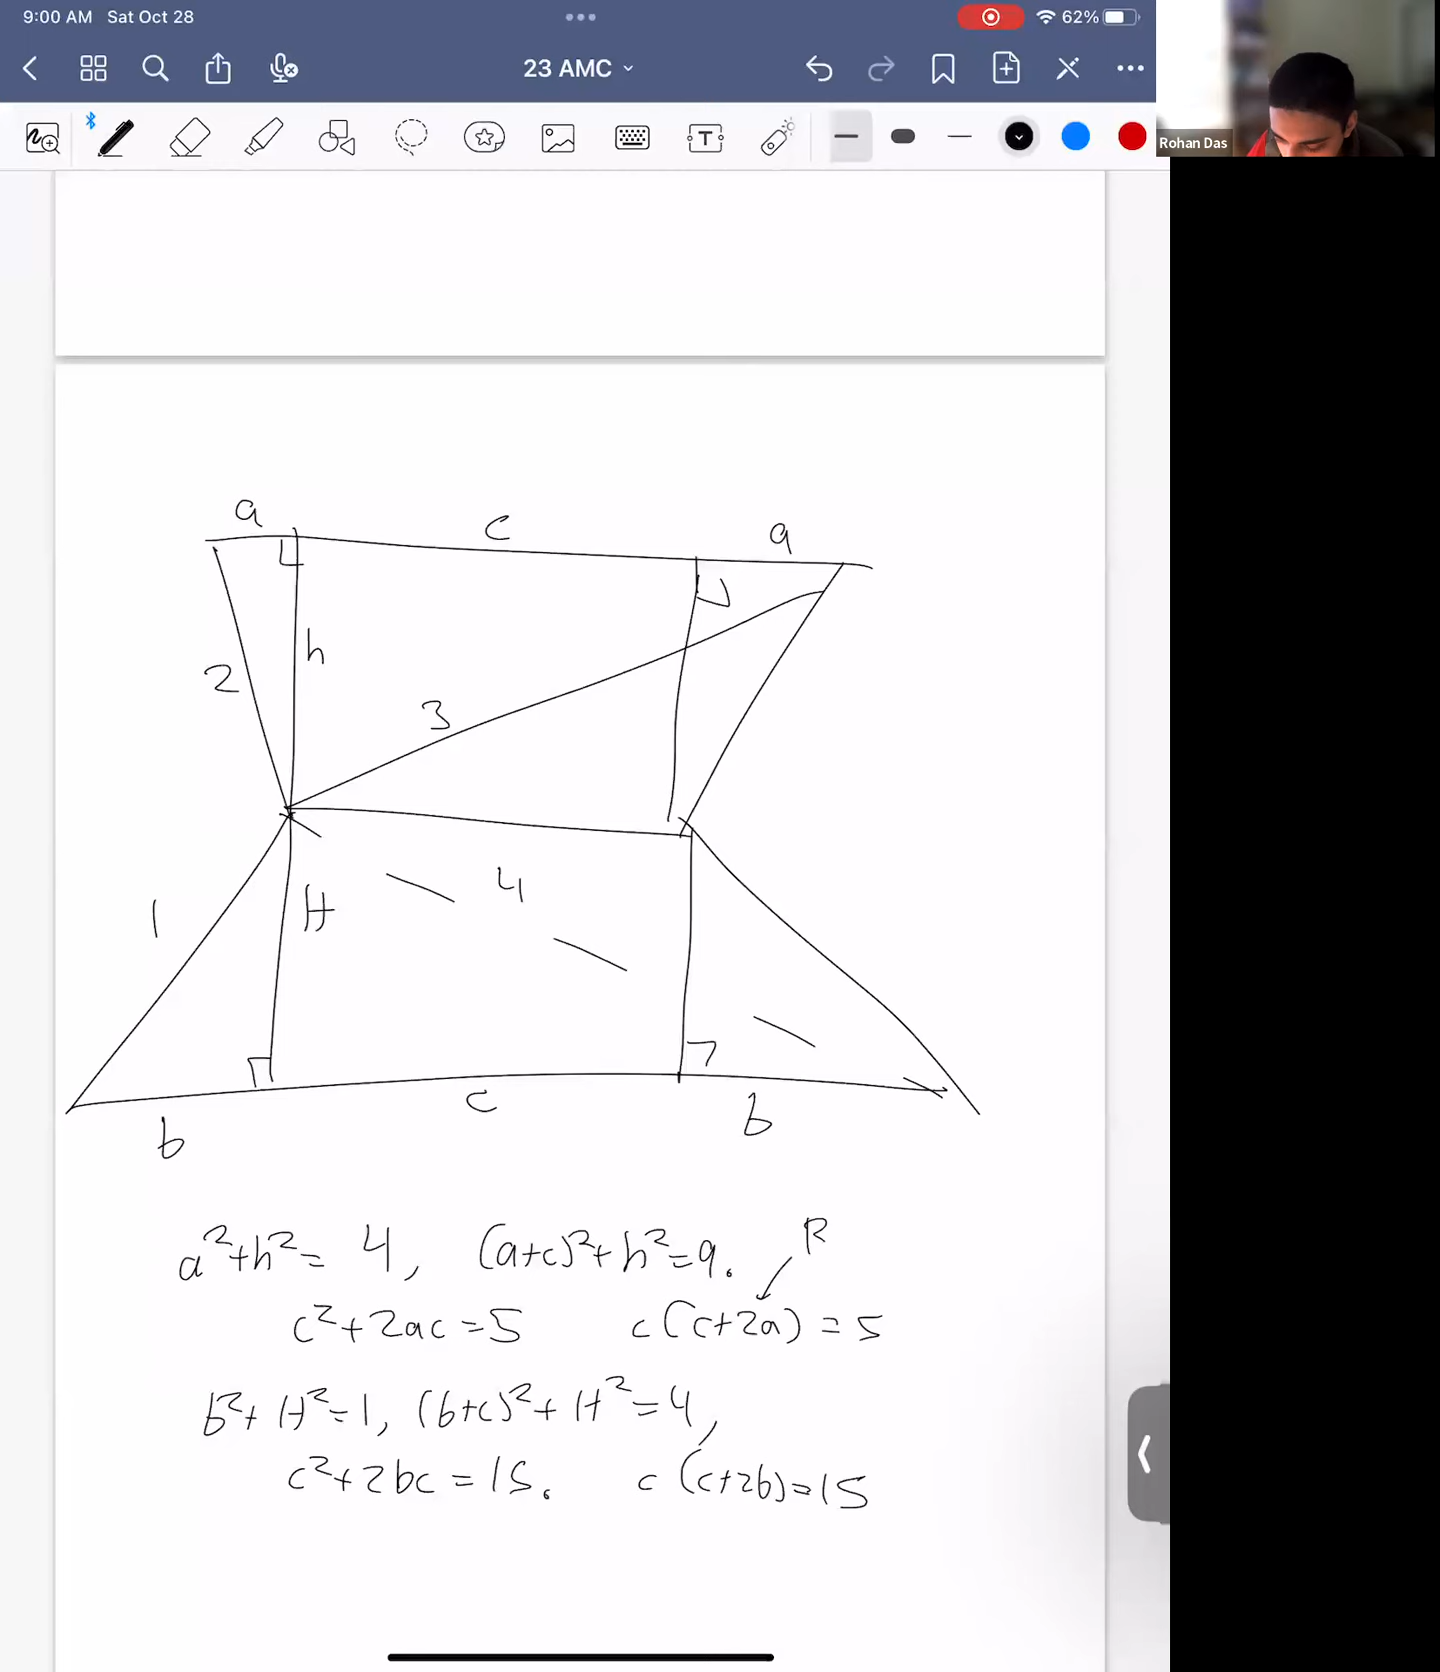 9:00 AM Sat Oct 28
62%
23 AMC
T
Rohan Das
a
c
a
h
2
3
4
1
H
b
c
b
a²+h²= 4, (a+c)²+h²=9.
R
c²+2ac=5 c(c+2a)=5
b²+H²=1, (b+c)²+H²=4,
c²+2bc=15. c(c+2b)=15